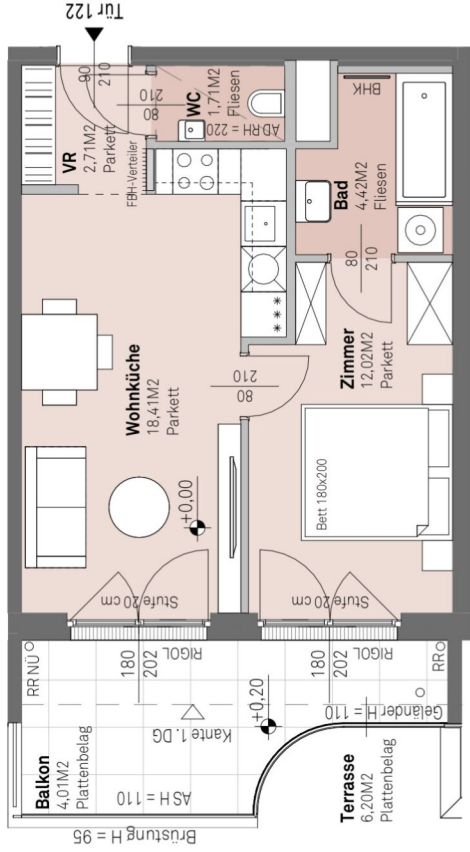 Tür 122
90
210
VR
2,71M2
Parkett
FBH-Verteiler
80
210
WC
1,71M2
Fliesen
AD-RH = 220
BHK
Bad
4,42M2
Fliesen
80
210
Wohnküche
18,41M2
Parkett
80
210
Zimmer
12,02M2
Parkett
Bett 180x200
±0,00
Stufe 20 cm
Stufe 20 cm
RR NÜ
180
202
RIGOL
180
202
RIGOL
RR
Balkon
4,01M2
Plattenbelag
Kante 1. DG
+0,20
Geländer H = 110
ASH = 110
Terrasse
6,20M2
Plattenbelag
Brüstung H = 95